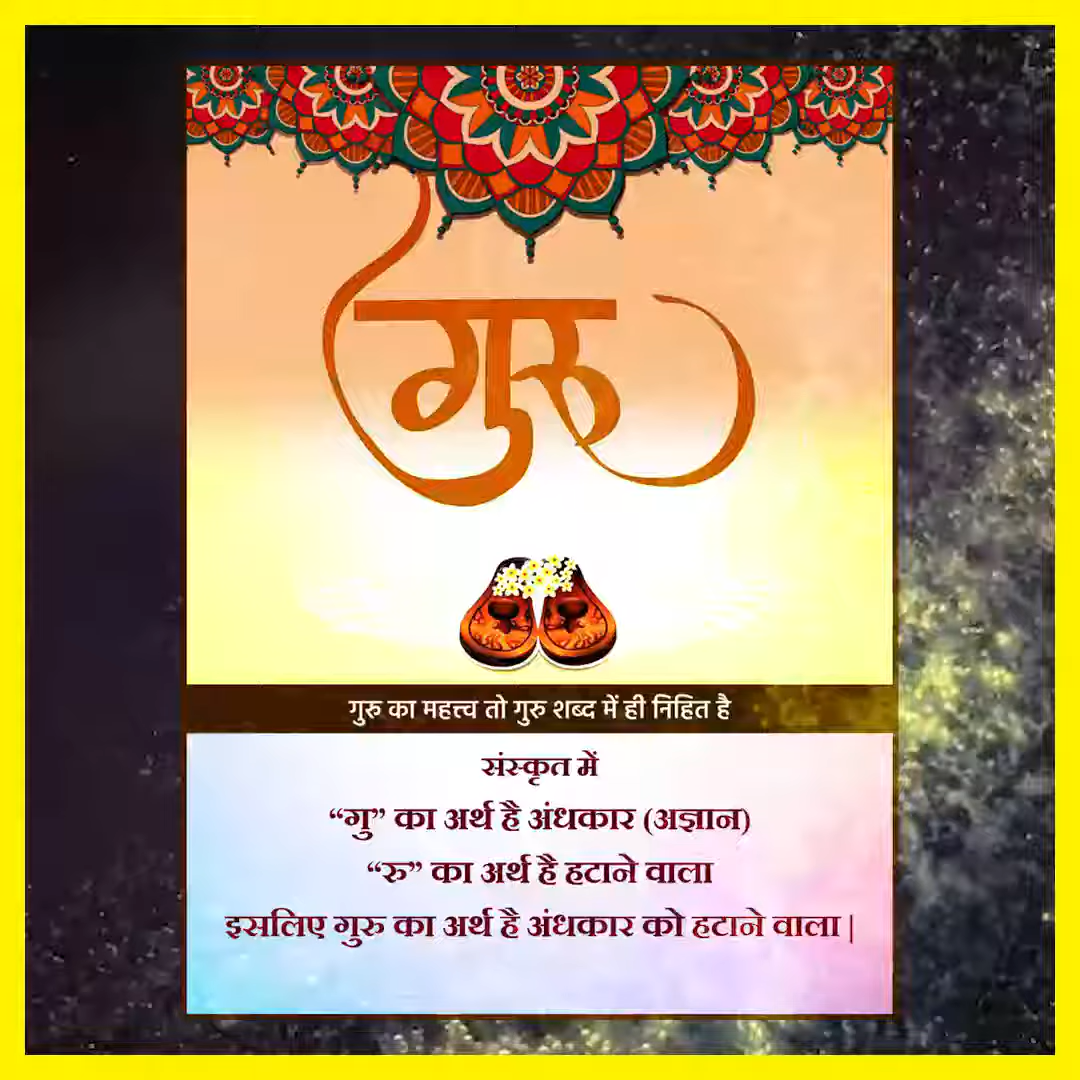 गुरु
गुरु का महत्त्व तो गुरु शब्द में ही निहित है
संस्कृत में
“गु” का अर्थ है अंधकार (अज्ञान)
“रु” का अर्थ है हटाने वाला
इसलिए गुरु का अर्थ है अंधकार को हटाने वाला |